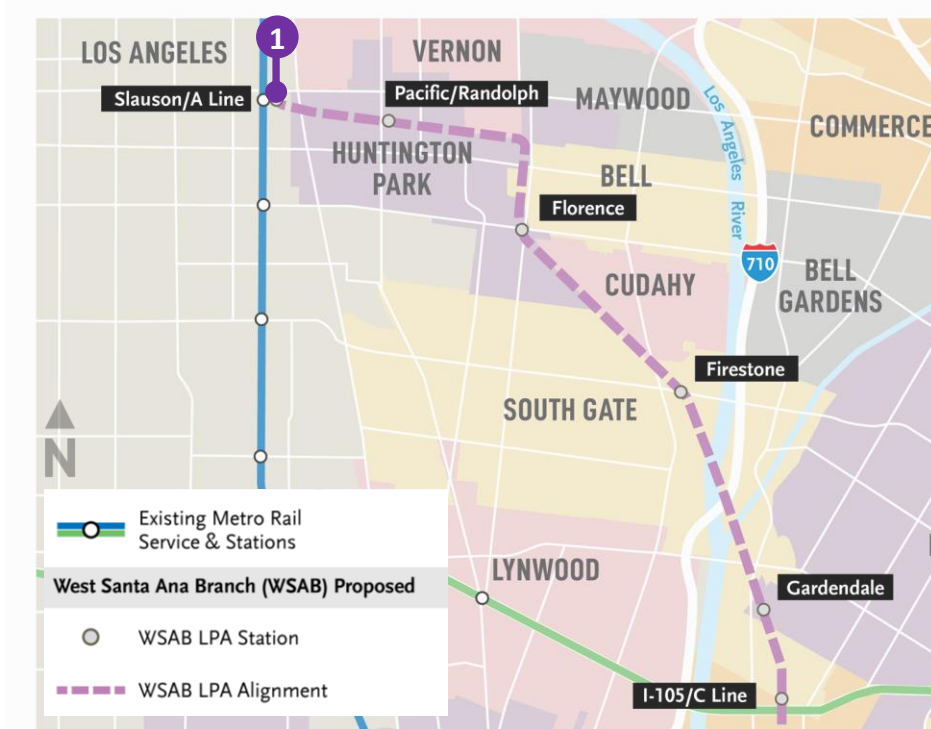 1
LOS ANGELES
VERNON
Slauson/A Line
Pacific/Randolph
MAYWOOD
Los Angeles River
COMMERCE
HUNTINGTON
PARK
BELL
Florence
710
CUDAHY
BELL
GARDENS
Firestone
SOUTH GATE
N
Existing Metro Rail
Service & Stations
West Santa Ana Branch (WSAB) Proposed
LYNWOOD
Gardendale
WSAB LPA Station
WSAB LPA Alignment
I-105/C Line